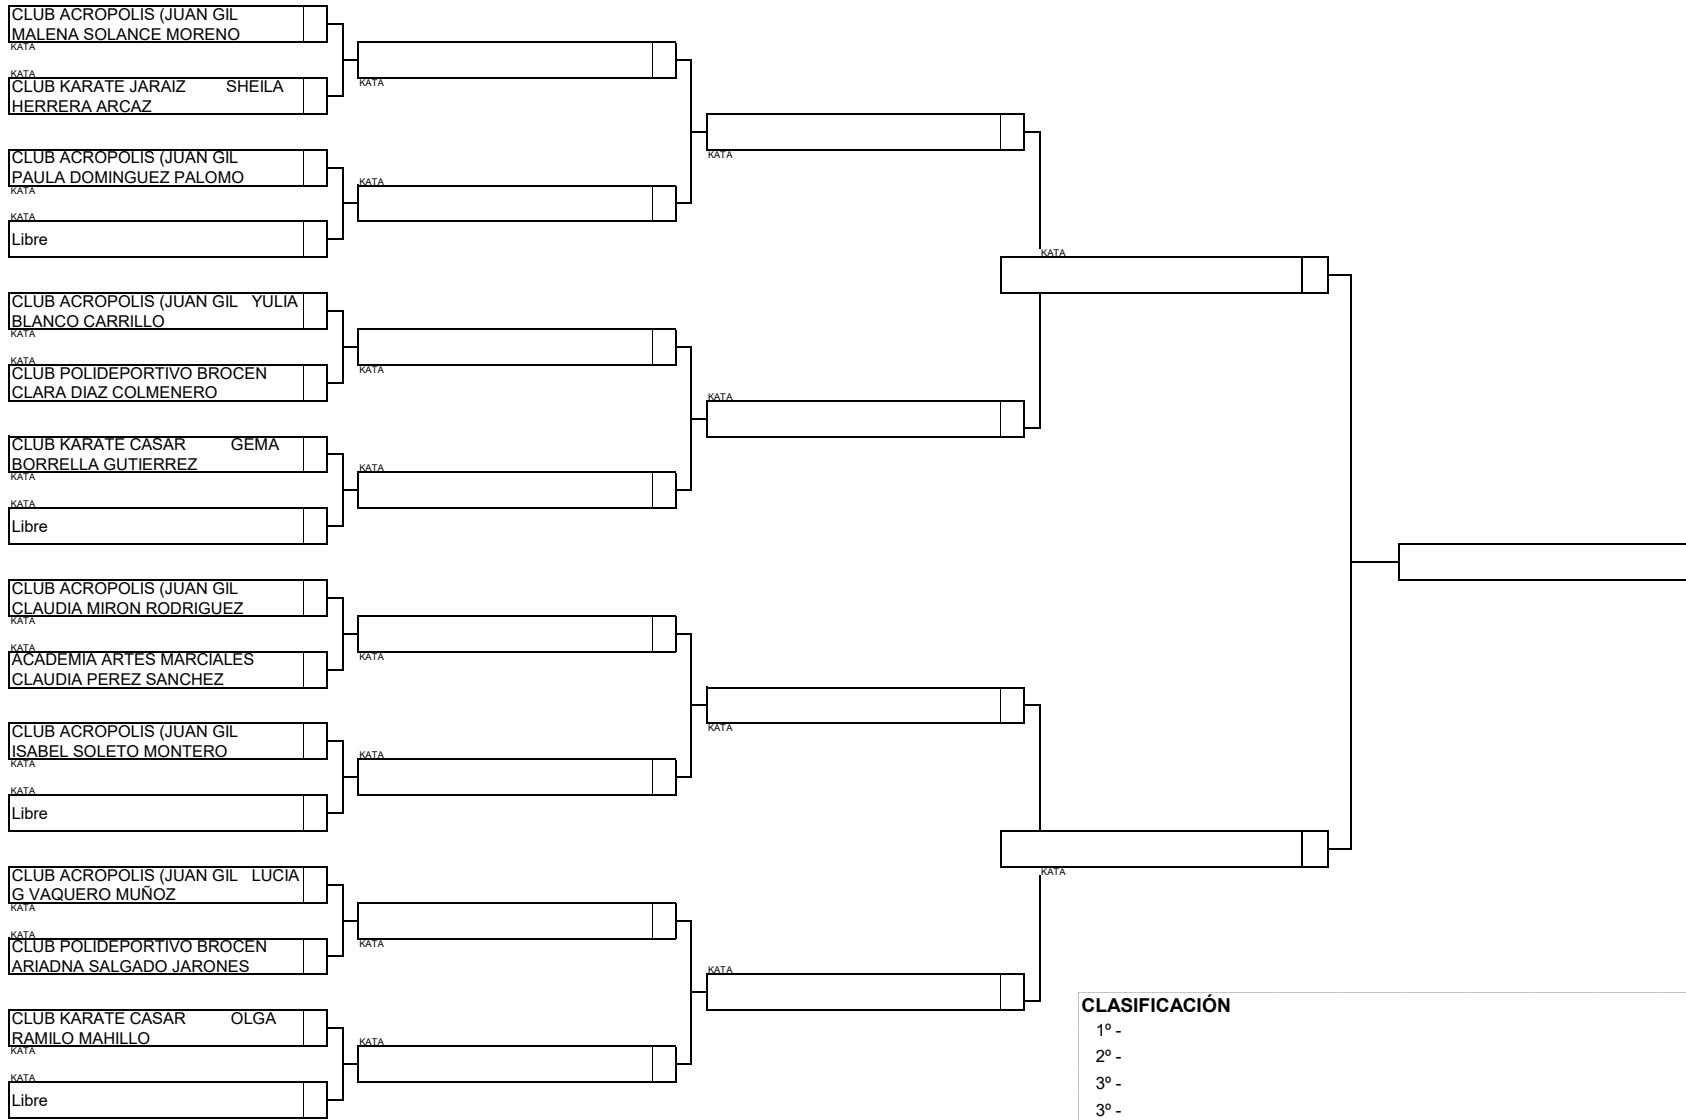 CLUB ACROPOLIS (JUAN GIL
MALENA SOLANCE MORENO
KATA
KATA
CLUB KARATE JARAIZ SHEILA
HERRERA ARCAZ
CLUB ACROPOLIS (JUAN GIL
PAULA DOMINGUEZ PALOMO
KATA
KATA
Libre
CLUB ACROPOLIS (JUAN GIL YULIA
BLANCO CARRILLO
KATA
KATA
CLUB POLIDEPORTIVO BROCEN
CLARA DIAZ COLMENERO
CLUB KARATE CASAR GEMA
BORRELLA GUTIERREZ
KATA
KATA
Libre
CLUB ACROPOLIS (JUAN GIL
CLAUDIA MIRON RODRIGUEZ
KATA
KATA
ACADEMIA ARTES MARCIALES
CLAUDIA PEREZ SANCHEZ
CLUB ACROPOLIS (JUAN GIL
ISABEL SOLETO MONTERO
KATA
KATA
Libre
CLUB ACROPOLIS (JUAN GIL LUCIA
G VAQUERO MUÑOZ
KATA
KATA
CLUB POLIDEPORTIVO BROCEN
ARIADNA SALGADO JARONES
CLUB KARATE CASAR OLGA
RAMILO MAHILLO
KATA
KATA
Libre
KATA
KATA
KATA
KATA
KATA
KATA
KATA
KATA
KATA
KATA
KATA
KATA
KATA
KATA
CLASIFICACIÓN
1º -
2º -
3º -
3º -